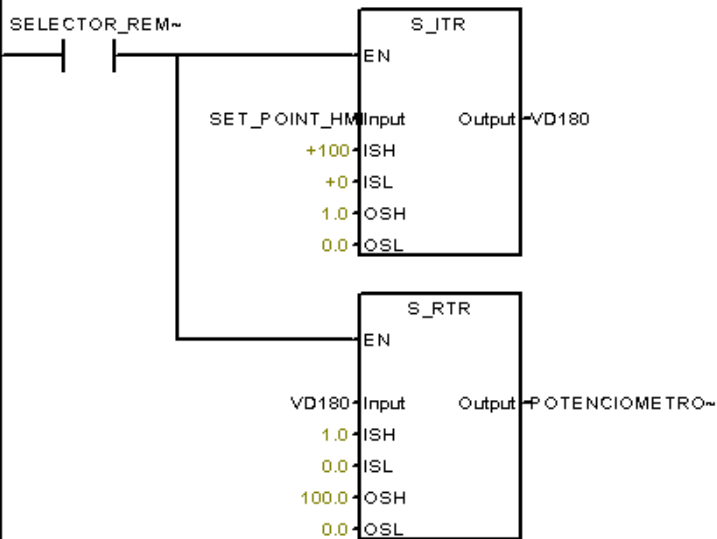 SELECTOR_REM~
S_ITR
EN
SET_POINT_HM Input Output VD180
+100 ISH
+0 ISL
1.0 OSH
0.0 OSL
S_RTR
EN
VD180 Input Output POTENCIOMETRO~
1.0 ISH
0.0 ISL
100.0 OSH
0.0 OSL